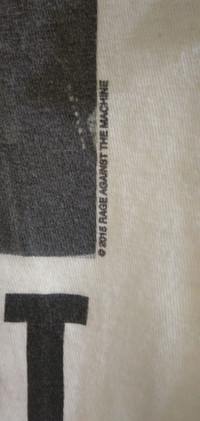 © 2015 RAGE AGAINST THE MACHINE
T